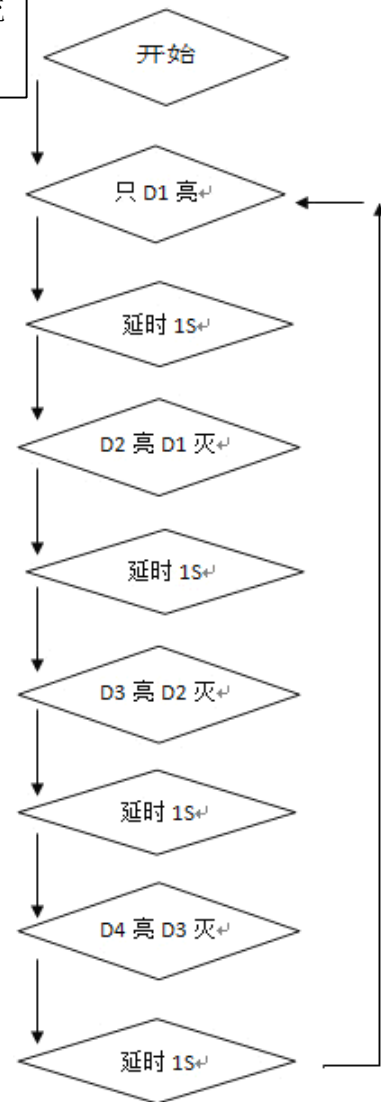 开始
只 D1 亮↵
延时 1S↵
D2 亮 D1 灭↵
延时 1S↵
D3 亮 D2 灭↵
延时 1S↵
D4 亮 D3 灭↵
延时 1S↵